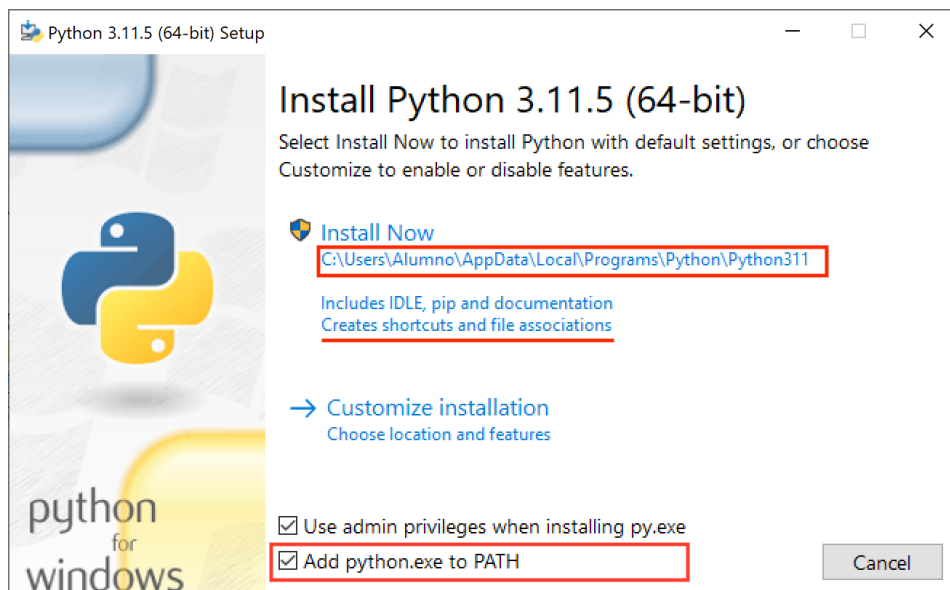 Python 3.11.5 (64-bit) Setup
Install Python 3.11.5 (64-bit)
Select Install Now to install Python with default settings, or choose
Customize to enable or disable features.
Install Now
C:\Users\Alumno\AppData\Local\Programs\Python\Python311
Includes IDLE, pip and documentation
Creates shortcuts and file associations
Customize installation
Choose location and features
python
for
windows
Use admin privileges when installing py.exe
Add python.exe to PATH
Cancel